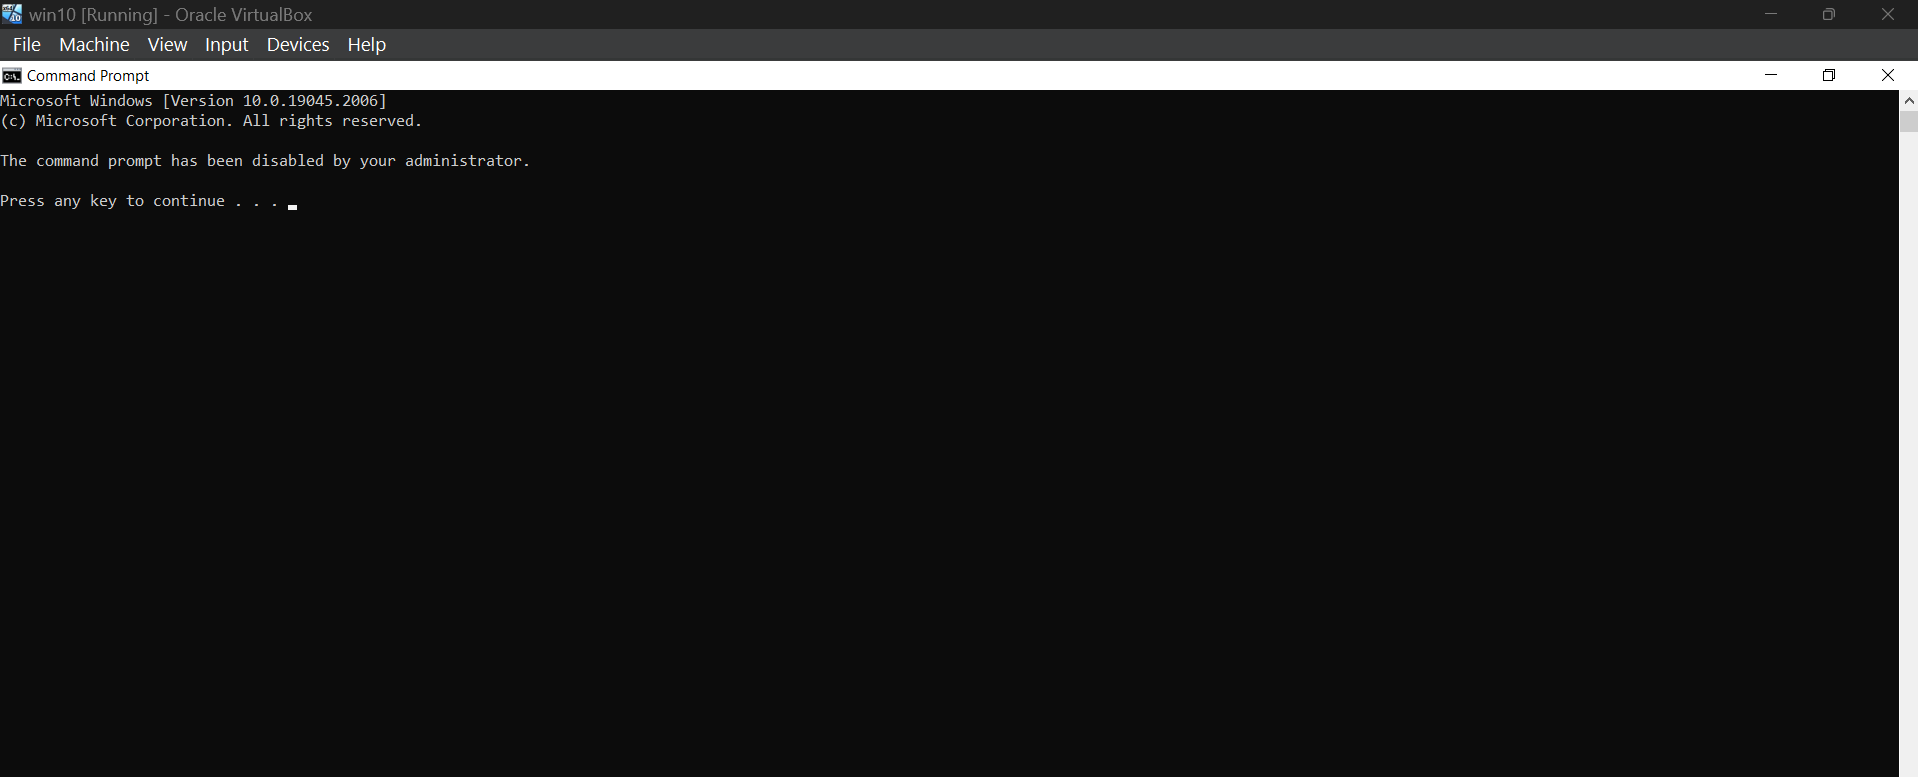 win10 [Running] - Oracle VirtualBox
File Machine View Input Devices Help
Command Prompt
Microsoft Windows [Version 10.0.19045.2006]
(c) Microsoft Corporation. All rights reserved.
The command prompt has been disabled by your administrator.
Press any key to continue . . .